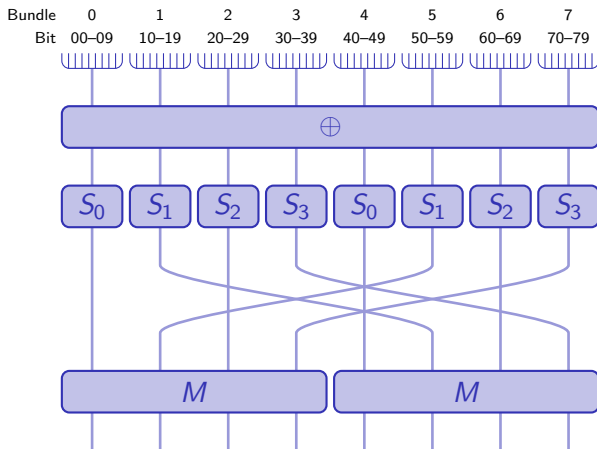 Bundle 0 1 2 3 4 5 6 7
Bit 00–09 10–19 20–29 30–39 40–49 50–59 60–69 70–79
⊕
S₀ S₁ S₂ S₃ S₀ S₁ S₂ S₃
M M